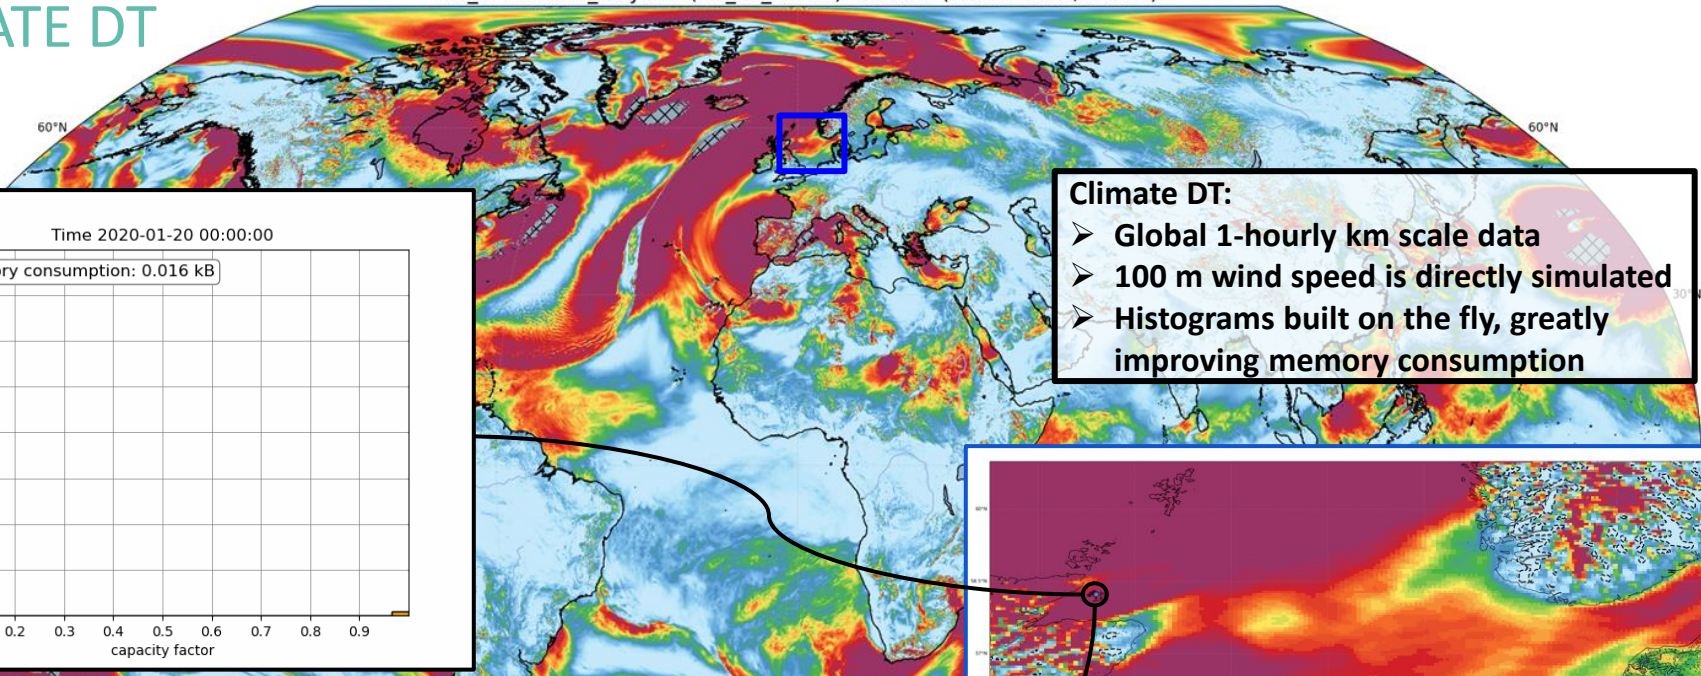 ATE DT
60°N
60°N
Climate DT:
➤ Global 1-hourly km scale data
➤ 100 m wind speed is directly simulated
➤ Histograms built on the fly, greatly
improving memory consumption
30°N
Time 2020-01-20 00:00:00
ry consumption: 0.016 kB
0.2 0.3 0.4 0.5 0.6 0.7 0.8 0.9
capacity factor
60°N
57°N